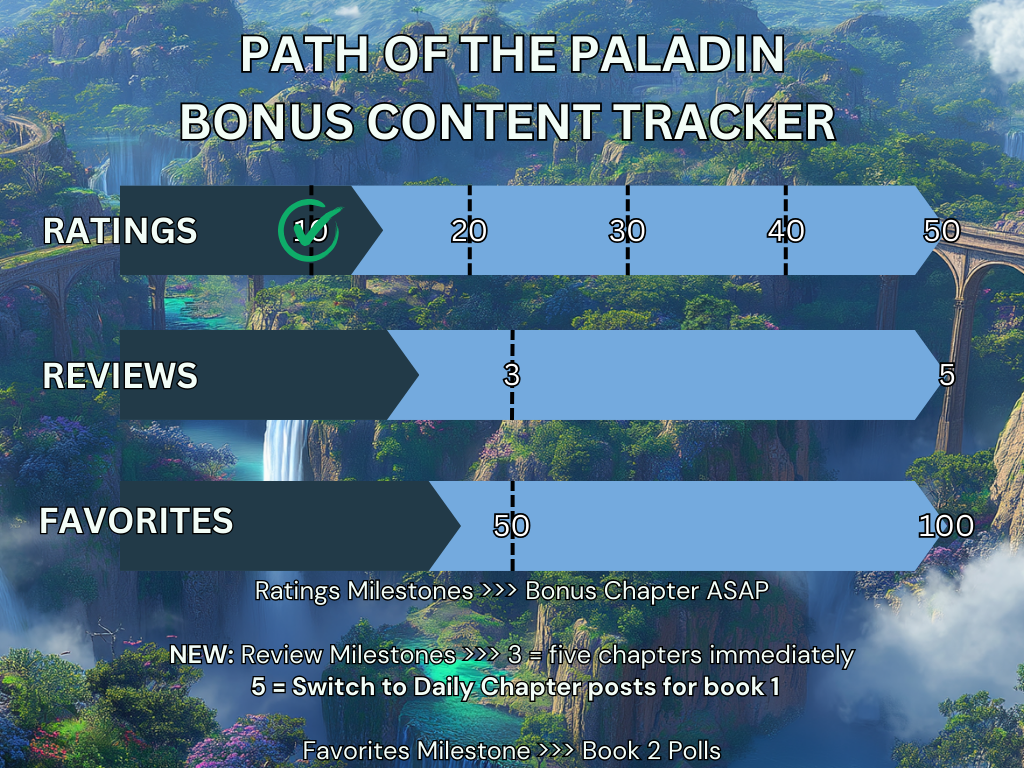 PATH OF THE PALADIN
BONUS CONTENT TRACKER
RATINGS 10 20 30 40 50
REVIEWS 3 5
FAVORITES 50 100
Ratings Milestones >>> Bonus Chapter ASAP
NEW: Review Milestones >>> 3 = five chapters immediately
5 = Switch to Daily Chapter posts for book 1
Favorites Milestone >>> Book 2 Polls